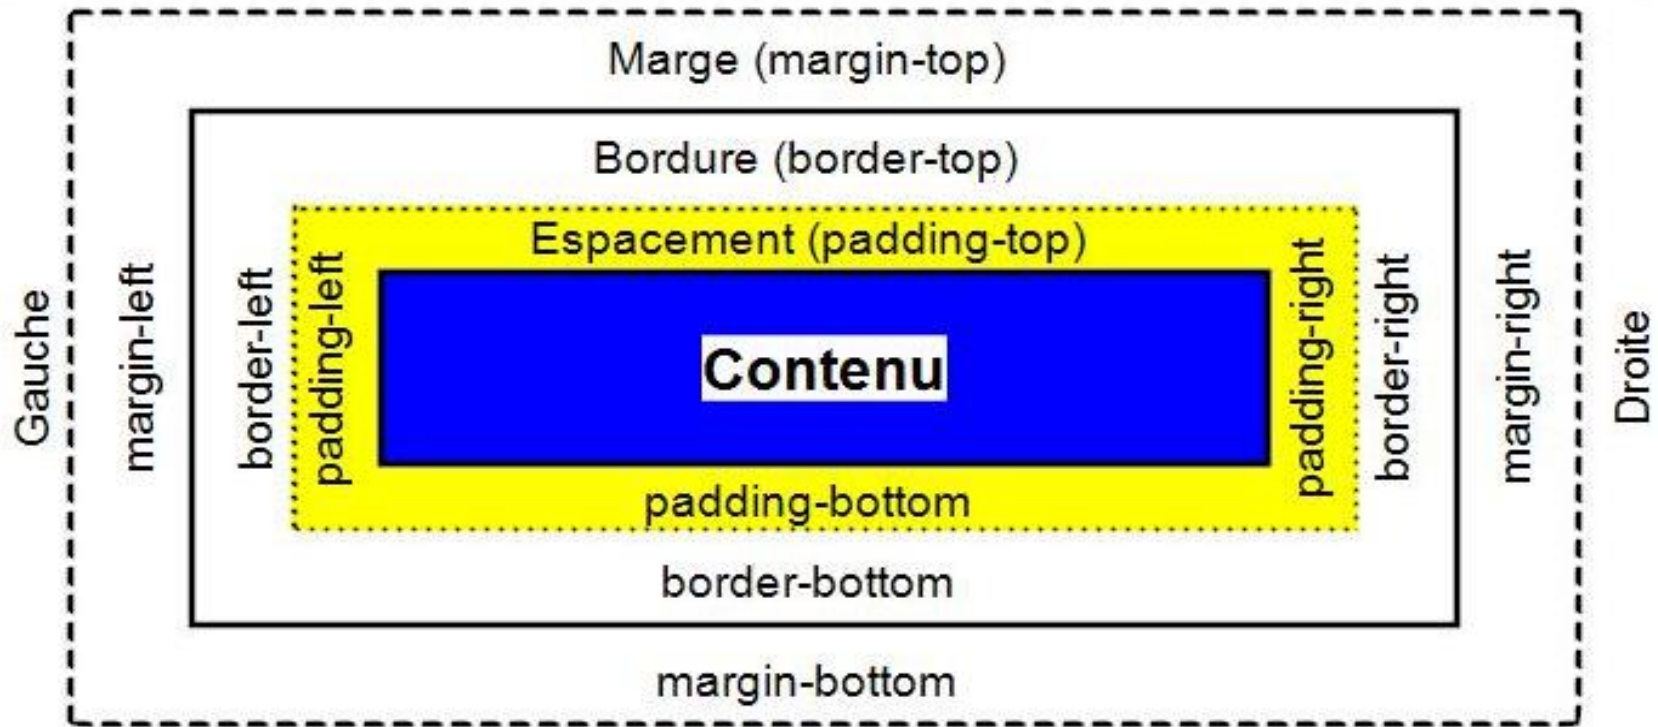 Marge (margin-top)
Bordure (border-top)
Espacement (padding-top)
Gauche
margin-left
border-left
padding-left
Contenu
padding-right
border-right
margin-right
Droite
padding-bottom
border-bottom
margin-bottom